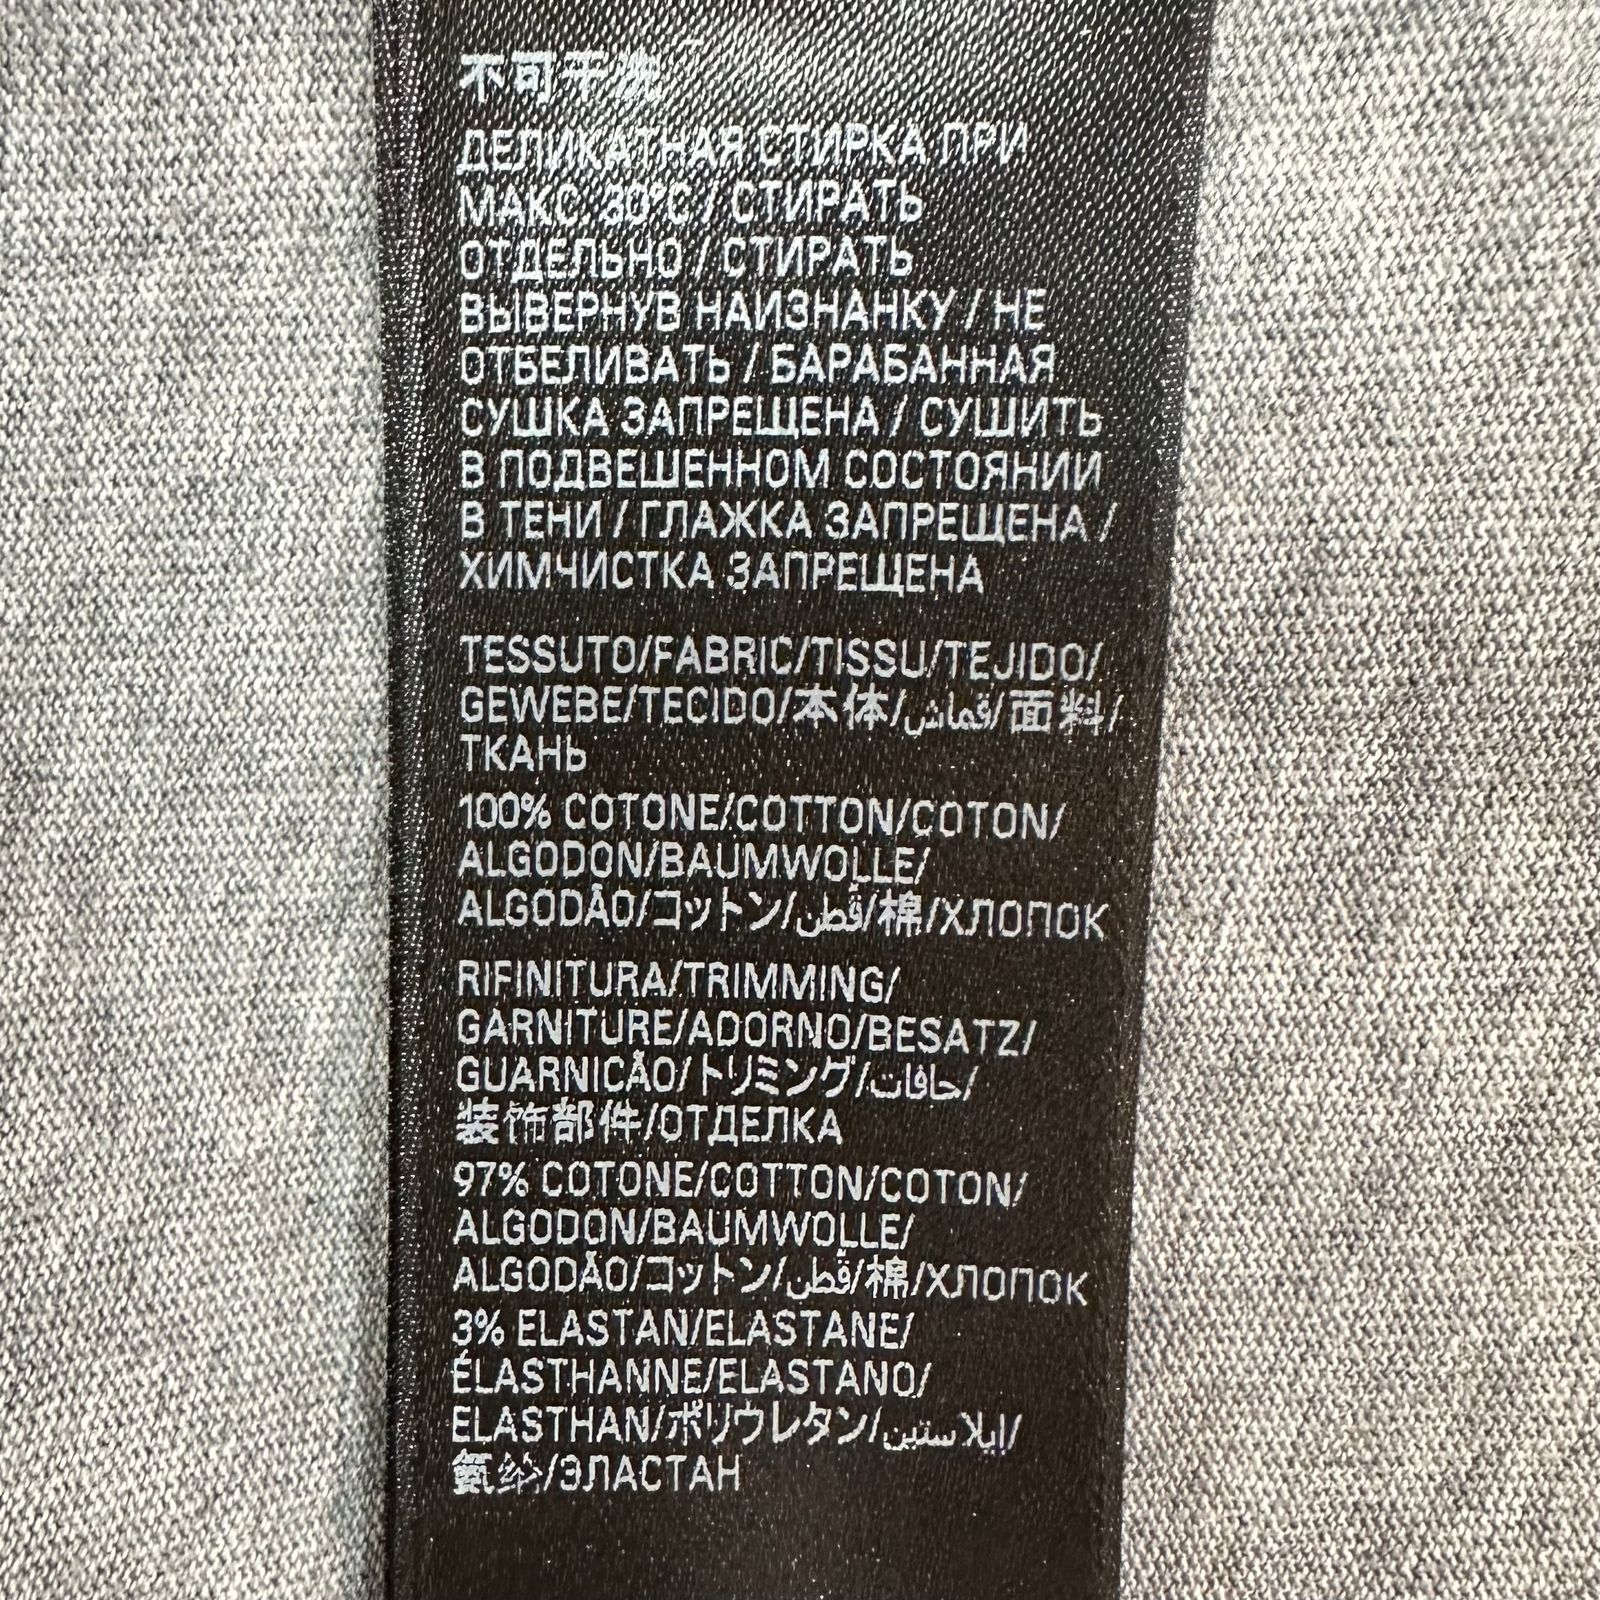 不可干洗
ДЕЛИКАТНАЯ СТИРКА ПРИ
МАКС. 30°C / СТИРАТЬ
ОТДЕЛЬНО / СТИРАТЬ
ВЫВЕРНУВ НАИЗНАНКУ / НЕ
ОТБЕЛИВАТЬ / БАРАБАННАЯ
СУШКА ЗАПРЕЩЕНА / СУШИТЬ
В ПОДВЕШЕННОМ СОСТОЯНИИ
В ТЕНИ / ГЛАЖКА ЗАПРЕЩЕНА /
ХИМЧИСТКА ЗАПРЕЩЕНА
TESSUTO/FABRIC/TISSU/TEJIDO/
GEWEBE/TECIDO/本体/قماش/面料/
ТКАНЬ
100% COTONE/COTTON/COTON/
ALGODON/BAUMWOLLE/
ALGODÃO/コットン/قطن/棉/ХЛОПОК
RIFINITURA/TRIMMING/
GARNITURE/ADORNO/BESATZ/
GUARNICÃO/トリミング/حافات/
装饰部件/ОТДЕЛКА
97% COTONE/COTTON/COTON/
ALGODON/BAUMWOLLE/
ALGODÃO/コットン/قطن/棉/ХЛОПОК
3% ELASTAN/ELASTANE/
ÉLASTHANNE/ELASTANO/
ELASTHAN/ポリウレタン/إيلاستين/
氨纶/ЭЛАСТАН